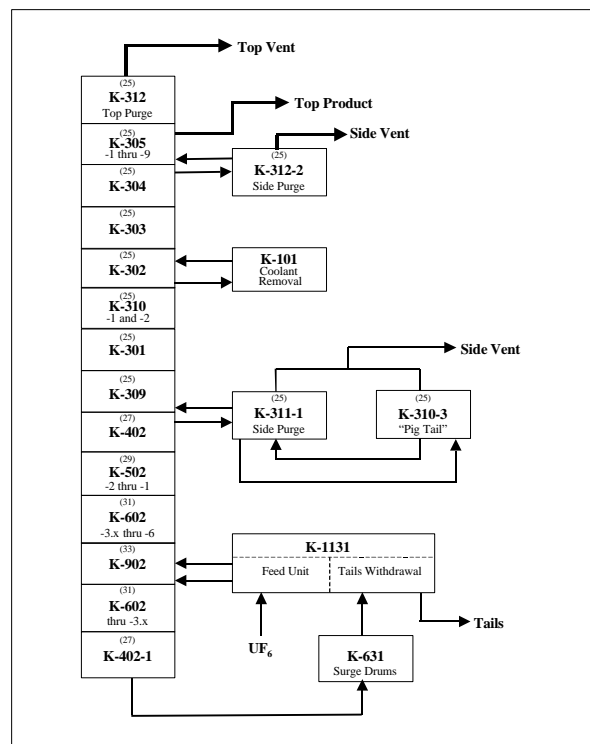 Top Vent
(25)
K-312
Top Purge
Top Product
(25)
K-305
-1 thru -9
Side Vent
(25)
K-304
(25)
K-312-2
Side Purge
(25)
K-303
(25)
K-302
K-101
Coolant
Removal
(25)
K-310
-1 and -2
(25)
K-301
Side Vent
(25)
K-309
(25)
K-311-1
Side Purge
(25)
K-310-3
“Pig Tail”
(27)
K-402
(29)
K-502
-2 thru -1
(31)
K-602
-3.x thru -6
K-1131
Feed Unit
Tails Withdrawal
(33)
K-902
(31)
K-602
thru -3.x
Tails
UF6
(27)
K-402-1
K-631
Surge Drums